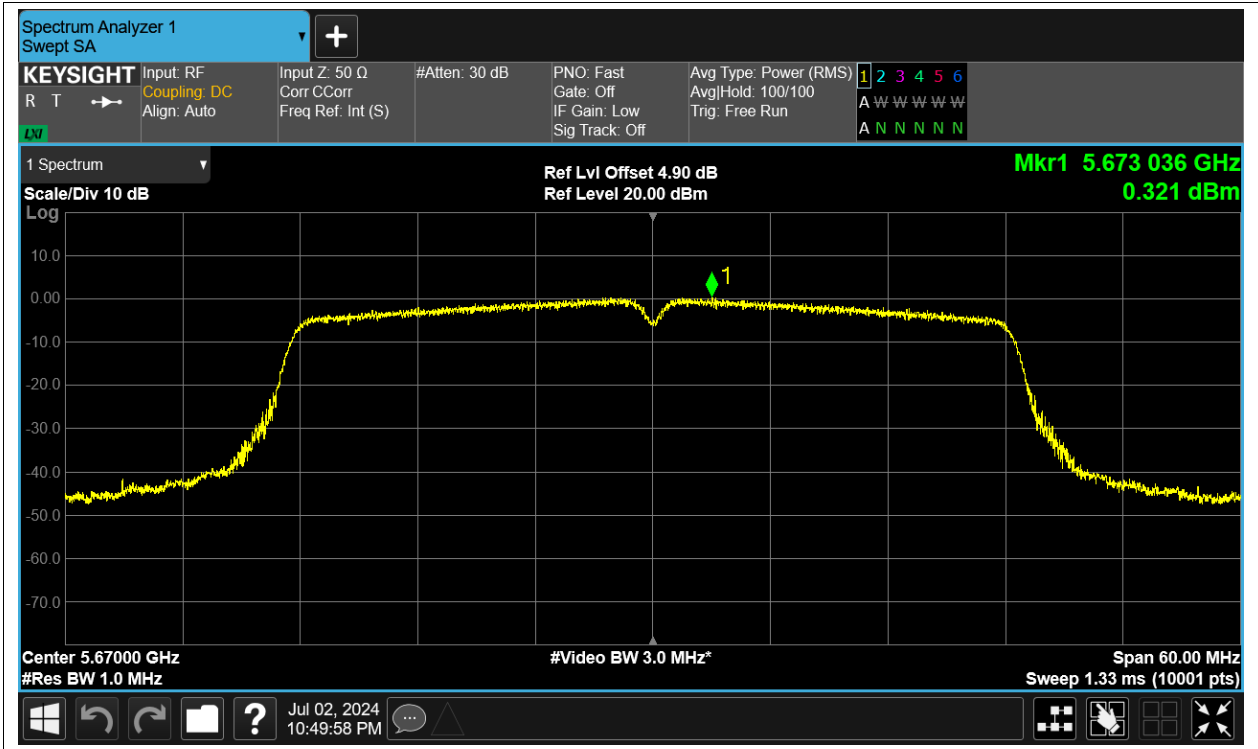 Spectrum Analyzer 1
Swept SA
KEYSIGHT
R T
LXI
Input: RF
Coupling: DC
Align: Auto
Input Z: 50 Ω
Corr CCorr
Freq Ref: Int (S)
#Atten: 30 dB
PNO: Fast
Gate: Off
IF Gain: Low
Sig Track: Off
Avg Type: Power (RMS)
Avg|Hold: 100/100
Trig: Free Run
1 2 3 4 5 6
A W W W W W
A N N N N N
1 Spectrum
Scale/Div 10 dB
Log
Ref Lvl Offset 4.90 dB
Ref Level 20.00 dBm
Mkr1 5.673 036 GHz
0.321 dBm
1
10.0
0.00
-10.0
-20.0
-30.0
-40.0
-50.0
-60.0
-70.0
Center 5.67000 GHz
#Res BW 1.0 MHz
#Video BW 3.0 MHz*
Span 60.00 MHz
Sweep 1.33 ms (10001 pts)
?
Jul 02, 2024
10:49:58 PM